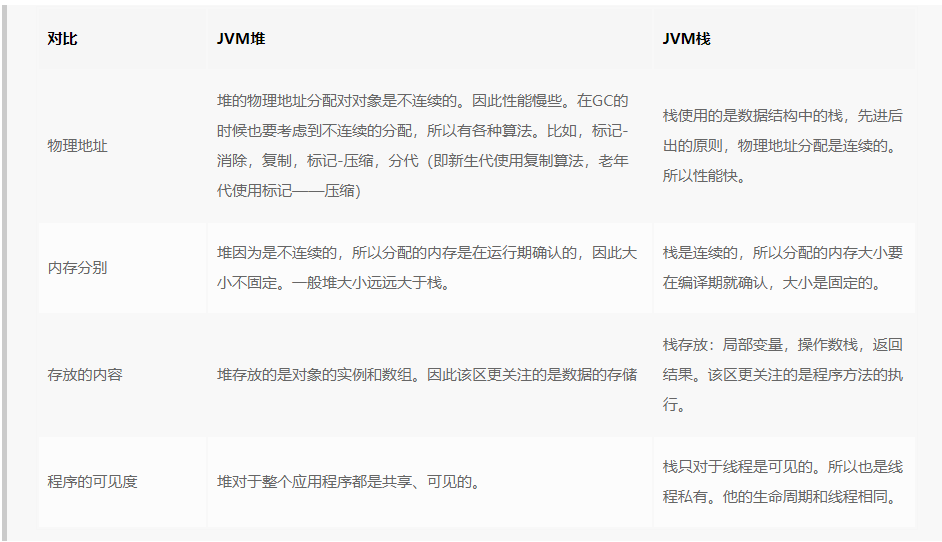 对比
JVM堆
JVM栈
物理地址
堆的物理地址分配对对象是不连续的。因此性能慢些。在GC的
时候也要考虑到不连续的分配，所以有各种算法。比如，标记-
消除，复制，标记-压缩，分代（即新生代使用复制算法，老年
代使用标记——压缩）
栈使用的是数据结构中的栈，先进后
出的原则，物理地址分配是连续的。
所以性能快。
内存分别
堆因为是不连续的，所以分配的内存是在运行期确认的，因此大
小不固定。一般堆大小远远大于栈。
栈是连续的，所以分配的内存大小要
在编译期就确认，大小是固定的。
存放的内容
堆存放的是对象的实例和数组。因此该区更关注的是数据的存储
栈存放：局部变量，操作数栈，返回
结果。该区更关注的是程序方法的执
行。
程序的可见度
堆对于整个应用程序都是共享、可见的。
栈只对于线程是可见的。所以也是线
程私有。他的生命周期和线程相同。